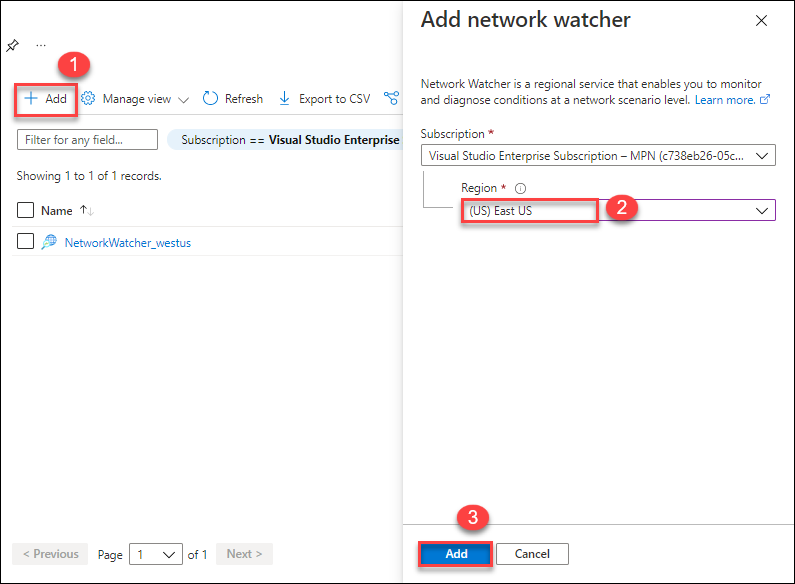 Add network watcher
...
1
+ Add
Manage view
Refresh
Export to CSV
Filter for any field...
Subscription == Visual Studio Enterprise
Showing 1 to 1 of 1 records.
Name ↑↓
NetworkWatcher_westus
< Previous
Page
1
of 1
Next >
Network Watcher is a regional service that enables you to monitor
and diagnose conditions at a network scenario level. Learn more.
Subscription *
Visual Studio Enterprise Subscription – MPN (c738eb26-05c...
Region *
(US) East US
2
3
Add
Cancel